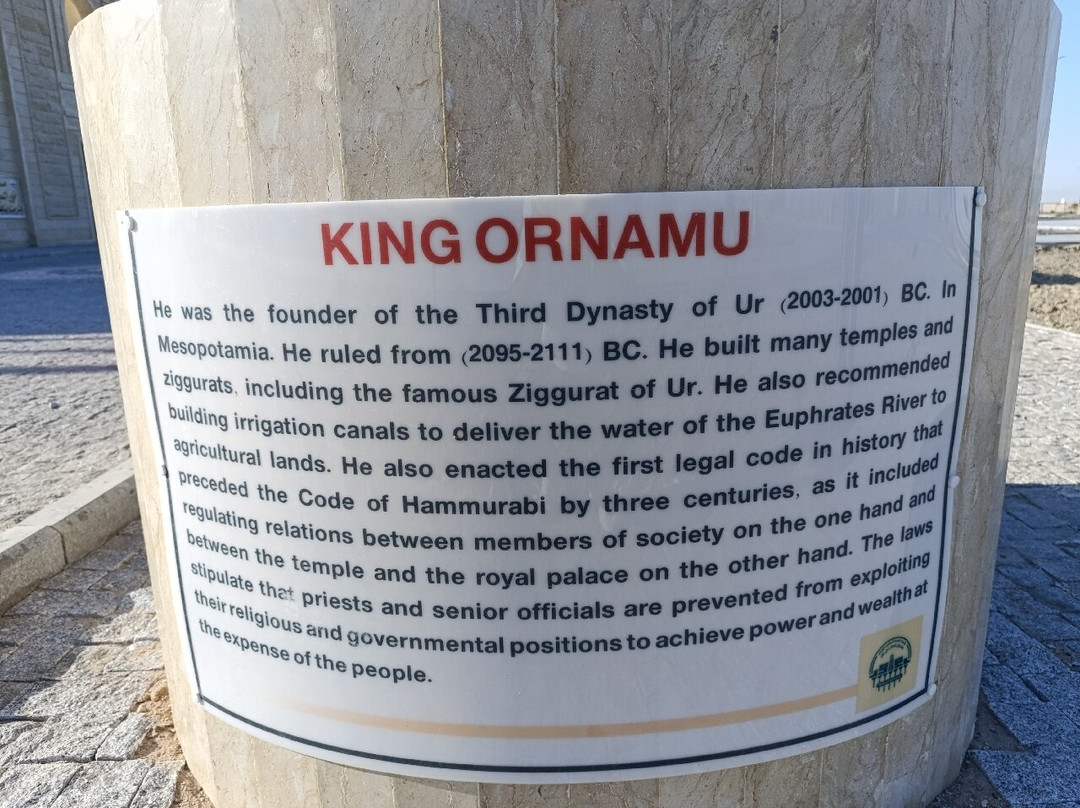 KING ORNAMU
He was the founder of the Third Dynasty of Ur (2003-2001) BC. In
Mesopotamia. He ruled from (2095-2111) BC. He built many temples and
ziggurats, including the famous Ziggurat of Ur. He also recommended
building irrigation canals to deliver the water of the Euphrates River to
agricultural lands. He also enacted the first legal code in history that
preceded the Code of Hammurabi by three centuries, as it included
regulating relations between members of society on the one hand and
between the temple and the royal palace on the other hand. The laws
stipulate that priests and senior officials are prevented from exploiting
their religious and governmental positions to achieve power and wealth at
the expense of the people.